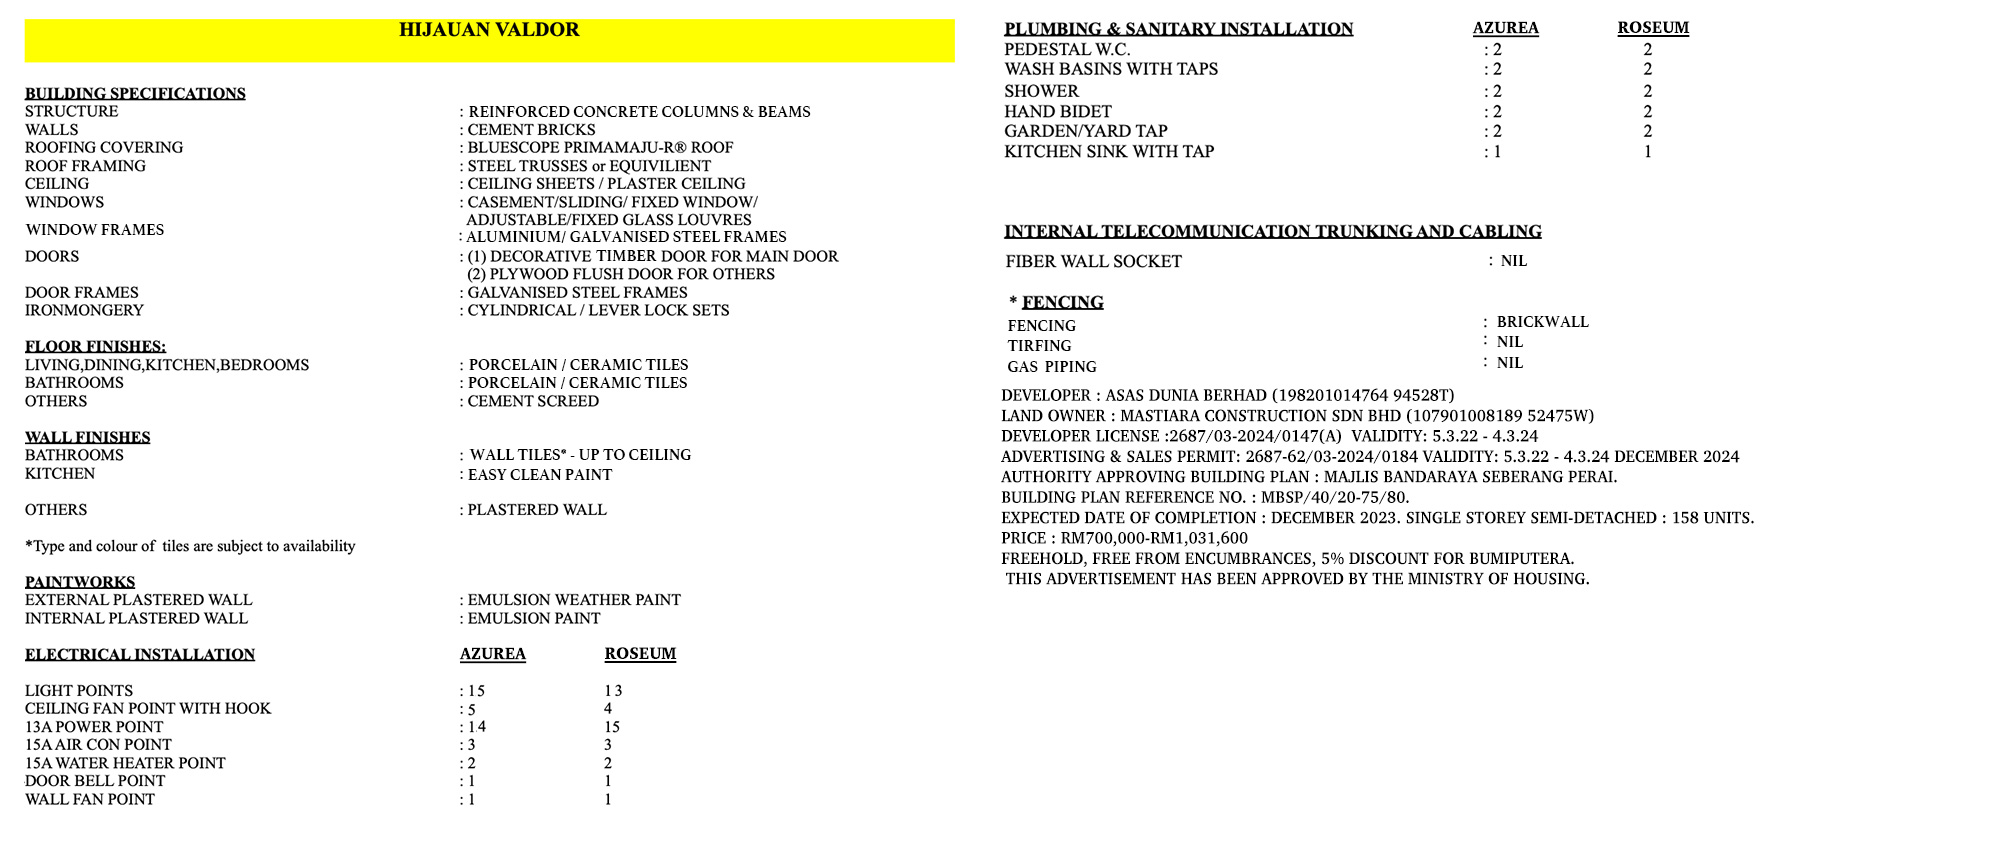 HIJAUAN VALDOR
BUILDING SPECIFICATIONS
STRUCTURE : REINFORCED CONCRETE COLUMNS & BEAMS
WALLS : CEMENT BRICKS
ROOFING COVERING : BLUESCOPE PRIMAMAJU-R® ROOF
ROOF FRAMING : STEEL TRUSSES or EQUIVILIENT
CEILING : CEILING SHEETS / PLASTER CEILING
WINDOWS : CASEMENT/SLIDING/ FIXED WINDOW/
ADJUSTABLE/FIXED GLASS LOUVRES
WINDOW FRAMES : ALUMINIUM/ GALVANISED STEEL FRAMES
DOORS : (1) DECORATIVE TIMBER DOOR FOR MAIN DOOR
(2) PLYWOOD FLUSH DOOR FOR OTHERS
DOOR FRAMES : GALVANISED STEEL FRAMES
IRONMONGERY : CYLINDRICAL / LEVER LOCK SETS
FLOOR FINISHES:
LIVING,DINING,KITCHEN,BEDROOMS : PORCELAIN / CERAMIC TILES
BATHROOMS : PORCELAIN / CERAMIC TILES
OTHERS : CEMENT SCREED
WALL FINISHES
BATHROOMS : WALL TILES* - UP TO CEILING
KITCHEN : EASY CLEAN PAINT
OTHERS : PLASTERED WALL
*Type and colour of tiles are subject to availability
PAINTWORKS
EXTERNAL PLASTERED WALL : EMULSION WEATHER PAINT
INTERNAL PLASTERED WALL : EMULSION PAINT
ELECTRICAL INSTALLATION AZUREA ROSEUM
LIGHT POINTS : 15 13
CEILING FAN POINT WITH HOOK : 5 4
13A POWER POINT : 14 15
15A AIR CON POINT : 3 3
15A WATER HEATER POINT : 2 2
DOOR BELL POINT : 1 1
WALL FAN POINT : 1 1
PLUMBING & SANITARY INSTALLATION AZUREA ROSEUM
PEDESTAL W.C. : 2 2
WASH BASINS WITH TAPS : 2 2
SHOWER : 2 2
HAND BIDET : 2 2
GARDEN/YARD TAP : 2 2
KITCHEN SINK WITH TAP : 1 1
INTERNAL TELECOMMUNICATION TRUNKING AND CABLING
FIBER WALL SOCKET : NIL
* FENCING
FENCING : BRICKWALL
TIRFING : NIL
GAS PIPING : NIL
DEVELOPER : ASAS DUNIA BERHAD (198201014764 94528T)
LAND OWNER : MASTIARA CONSTRUCTION SDN BHD (107901008189 52475W)
DEVELOPER LICENSE :2687/03-2024/0147(A) VALIDITY: 5.3.22 - 4.3.24
ADVERTISING & SALES PERMIT: 2687-62/03-2024/0184 VALIDITY: 5.3.22 - 4.3.24 DECEMBER 2024
AUTHORITY APPROVING BUILDING PLAN : MAJLIS BANDARAYA SEBERANG PERAI.
BUILDING PLAN REFERENCE NO. : MBSP/40/20-75/80.
EXPECTED DATE OF COMPLETION : DECEMBER 2023. SINGLE STOREY SEMI-DETACHED : 158 UNITS.
PRICE : RM700,000-RM1,031,600
FREEHOLD, FREE FROM ENCUMBRANCES, 5% DISCOUNT FOR BUMIPUTERA.
THIS ADVERTISEMENT HAS BEEN APPROVED BY THE MINISTRY OF HOUSING.